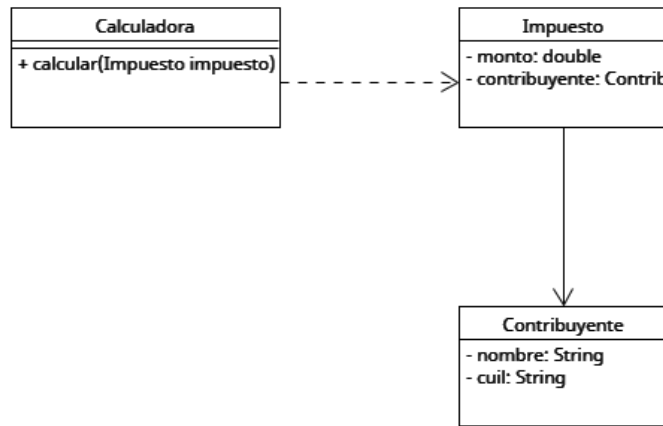 Calculadora
+ calcular(Impuesto impuesto)
Impuesto
- monto: double
- contribuyente: Contrib
Contribuyente
- nombre: String
- cuil: String